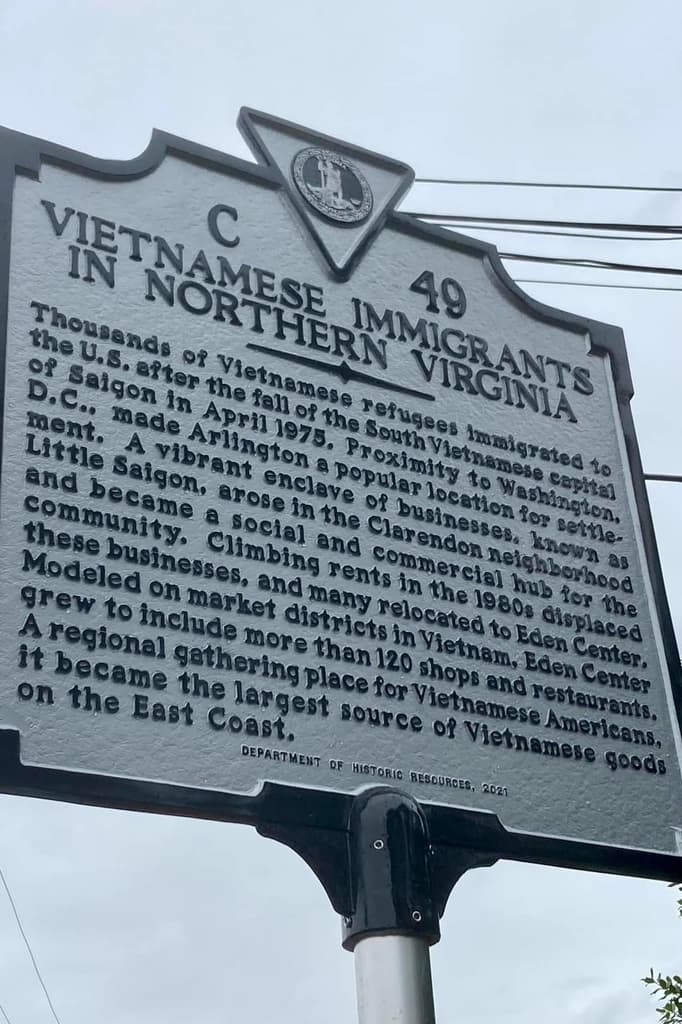 C 49
VIETNAMESE IMMIGRANTS
IN NORTHERN VIRGINIA
Thousands of Vietnamese refugees immigrated to
the U.S. after the fall of the South Vietnamese capital
of Saigon in April 1975. Proximity to Washington,
D.C., made Arlington a popular location for settle-
ment. A vibrant enclave of businesses, known as
Little Saigon, arose in the Clarendon neighborhood
and became a social and commercial hub for the
community. Climbing rents in the 1980s displaced
these businesses, and many relocated to Eden Center.
Modeled on market districts in Vietnam, Eden Center
grew to include more than 120 shops and restaurants.
A regional gathering place for Vietnamese Americans,
it became the largest source of Vietnamese goods
on the East Coast.
DEPARTMENT OF HISTORIC RESOURCES, 2021